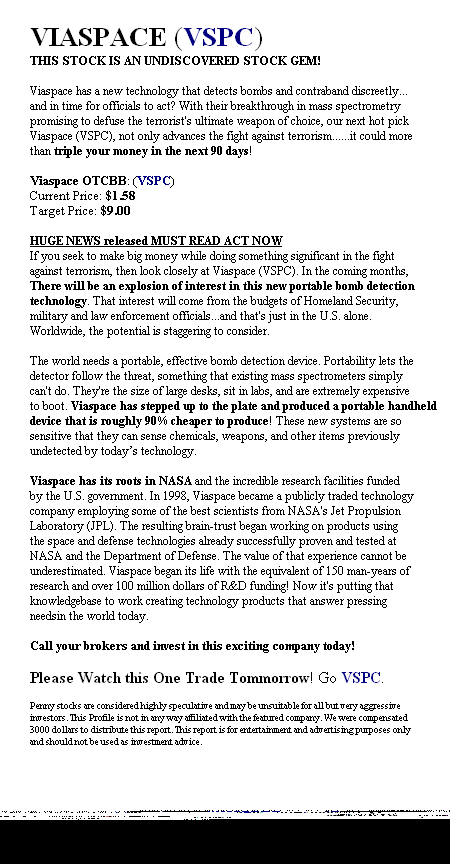 VIASPACE (VSPC)
THIS STOCK IS AN UNDISCOVERED STOCK GEM!
Viaspace has a new technology that detects bombs and contraband discreetly...
and in time for officials to act? With their breakthrough in mass spectrometry
promising to defuse the terrorist's ultimate weapon of choice, our next hot pick
Viaspace (VSPC), not only advances the fight against terrorism......it could more
than triple your money in the next 90 days!
Viaspace OTCBB: (VSPC)
Current Price: $1.58
Target Price: $9.00
HUGE NEWS released MUST READ ACT NOW
If you seek to make big money while doing something significant in the fight
against terrorism, then look closely at Viaspace (VSPC). In the coming months,
There will be an explosion of interest in this new portable bomb detection
technology. That interest will come from the budgets of Homeland Security,
military and law enforcement officials...and that's just in the U.S. alone.
Worldwide, the potential is staggering to consider.
The world needs a portable, effective bomb detection device. Portability lets the
detector follow the threat, something that existing mass spectrometers simply
can't do. They're the size of large desks, sit in labs, and are extremely expensive
to boot. Viaspace has stepped up to the plate and produced a portable handheld
device that is roughly 90% cheaper to produce! These new systems are so
sensitive that they can sense chemicals, weapons, and other items previously
undetected by today's technology.
Viaspace has its roots in NASA and the incredible research facilities funded
by the U.S. government. In 1998, Viaspace became a publicly traded technology
company employing some of the best scientists from NASA's Jet Propulsion
Laboratory (JPL). The resulting brain-trust began working on products using
the space and defense technologies already successfully proven and tested at
NASA and the Department of Defense. The value of that experience cannot be
underestimated. Viaspace began its life with the equivalent of 150 man-years of
research and over 100 million dollars of R&D funding! Now it's putting that
knowledgebase to work creating technology products that answer pressing
needsin the world today.
Call your brokers and invest in this exciting company today!
Please Watch this One Trade Tommorrow! Go VSPC.
Penny stocks are considered highly speculative and may be unsuitable for all but very aggressive
investors. This Profile is not in any way affiliated with the featured company. We were compensated
3000 dollars to distribute this report. This report is for entertainment and advertising purposes only
and should not be used as investment advice.